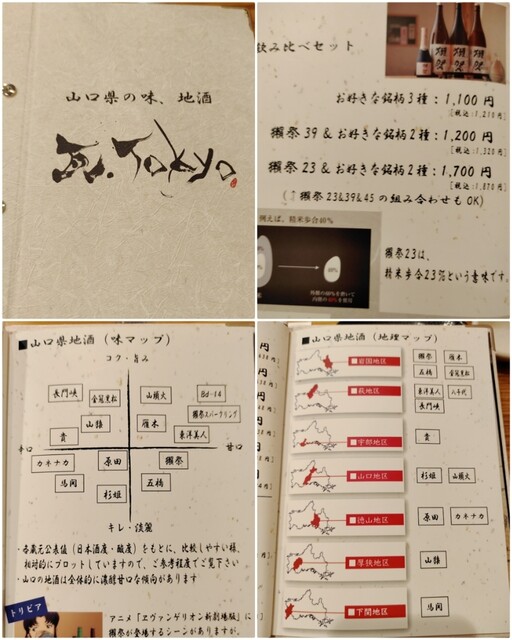 山口県の味、地酒
飲み比べセット
お好きな銘柄3種：1,100円
[税込：1,210円]
獺祭39&お好きな銘柄2種：1,200円
[税込：1,320円]
獺祭23&お好きな銘柄2種：1,700円
[税込：1,870円]
(↑獺祭23&39&45の組み合わせもOK)
例えば、精米歩合40%
獺祭23は、
精米歩合23%という意味です。
■山口県地酒（味マップ）
コク・旨み
長門峡
金冠黒松
山頭火
Bd-14
獺祭スパークリング
山猿
雁木
東洋美人
貴
辛口
甘口
カネナカ
原田
獺祭
馬関
杉姫
五橋
キレ・淡麗
・各蔵元公表値（日本酒度・酸度）をもとに、比較しやすい様、
相対的にプロットしていますので、ご参考程度でご覧下さい
・山口の地酒は全体的に濃醇甘口な傾向があります
トリビア
アニメ「ヱヴァンゲリオン新劇場版」に
獺祭が登場するシーンがありますが、
■山口県地酒（地理マップ）
■岩国地区
獺祭
雁木
五橋
金冠黒松
■萩地区
東洋美人
八千代
長門峡
■宇部地区
貴
■山口地区
杉姫
山頭火
■徳山地区
原田
カネナカ
■厚狭地区
山猿
■下関地区
馬関